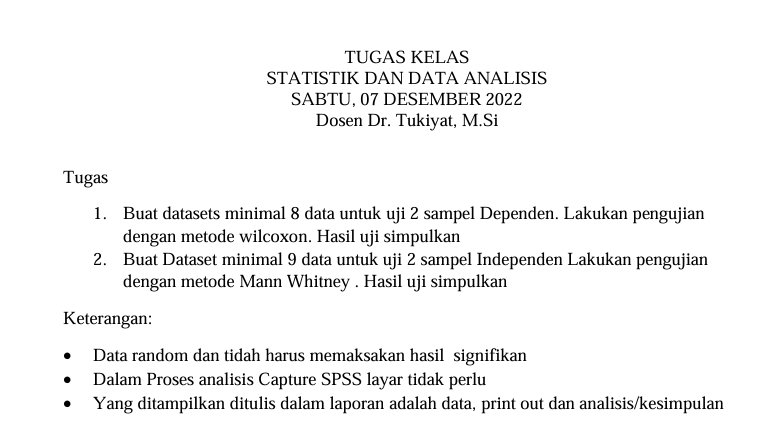 TUGAS KELAS
STATISTIK DAN DATA ANALISIS
SABTU, 07 DESEMBER 2022
Dosen Dr. Tukiyat, M.Si
Tugas
1. Buat datasets minimal 8 data untuk uji 2 sampel Dependen. Lakukan pengujian
dengan metode wilcoxon. Hasil uji simpulkan
2. Buat Dataset minimal 9 data untuk uji 2 sampel Independen Lakukan pengujian
dengan metode Mann Whitney . Hasil uji simpulkan
Keterangan:
• Data random dan tidah harus memaksakan hasil  signifikan
• Dalam Proses analisis Capture SPSS layar tidak perlu
• Yang ditampilkan ditulis dalam laporan adalah data, print out dan analisis/kesimpulan